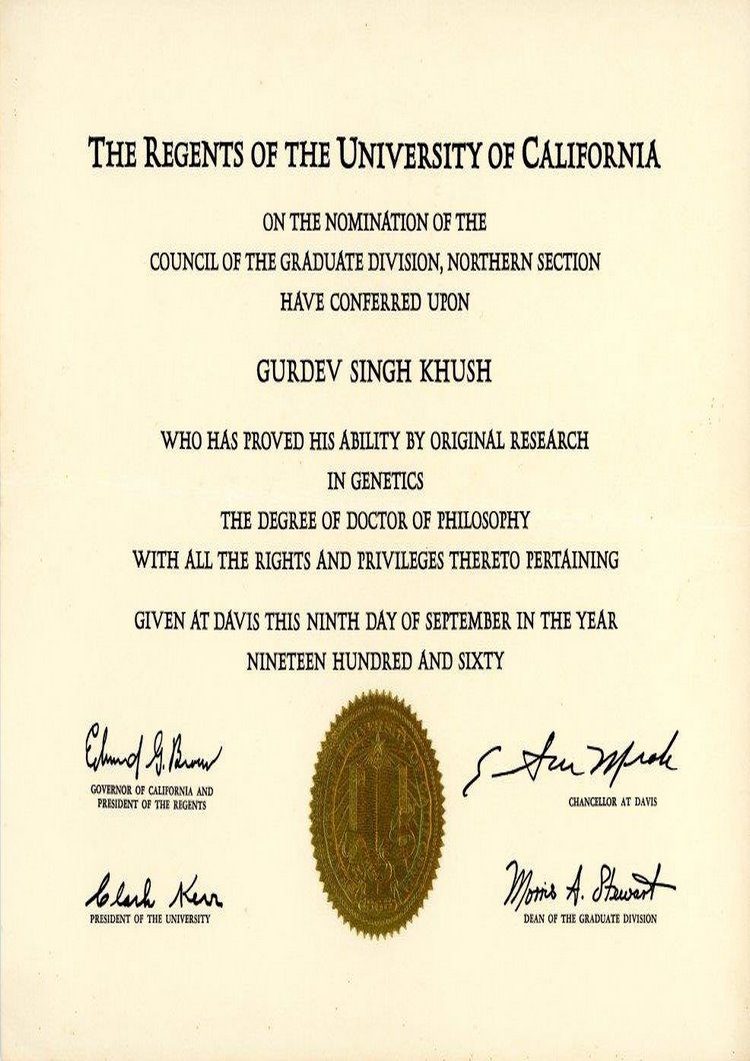 THE REGENTS OF THE UNIVERSITY OF CALIFORNIA
ON THE NOMINATION OF THE
COUNCIL OF THE GRADUATE DIVISION, NORTHERN SECTION
HAVE CONFERRED UPON
GURDEV SINGH KHUSH
WHO HAS PROVED HIS ABILITY BY ORIGINAL RESEARCH
IN GENETICS
THE DEGREE OF DOCTOR OF PHILOSOPHY
WITH ALL THE RIGHTS AND PRIVILEGES THERETO PERTAINING
GIVEN AT DAVIS THIS NINTH DAY OF SEPTEMBER IN THE YEAR
NINETEEN HUNDRED AND SIXTY
Edmund G. Brown
GOVERNOR OF CALIFORNIA AND
PRESIDENT OF THE REGENTS
CHANCELLOR AT DAVIS
Clark Kerr
PRESIDENT OF THE UNIVERSITY
Morris A. Stewart
DEAN OF THE GRADUATE DIVISION